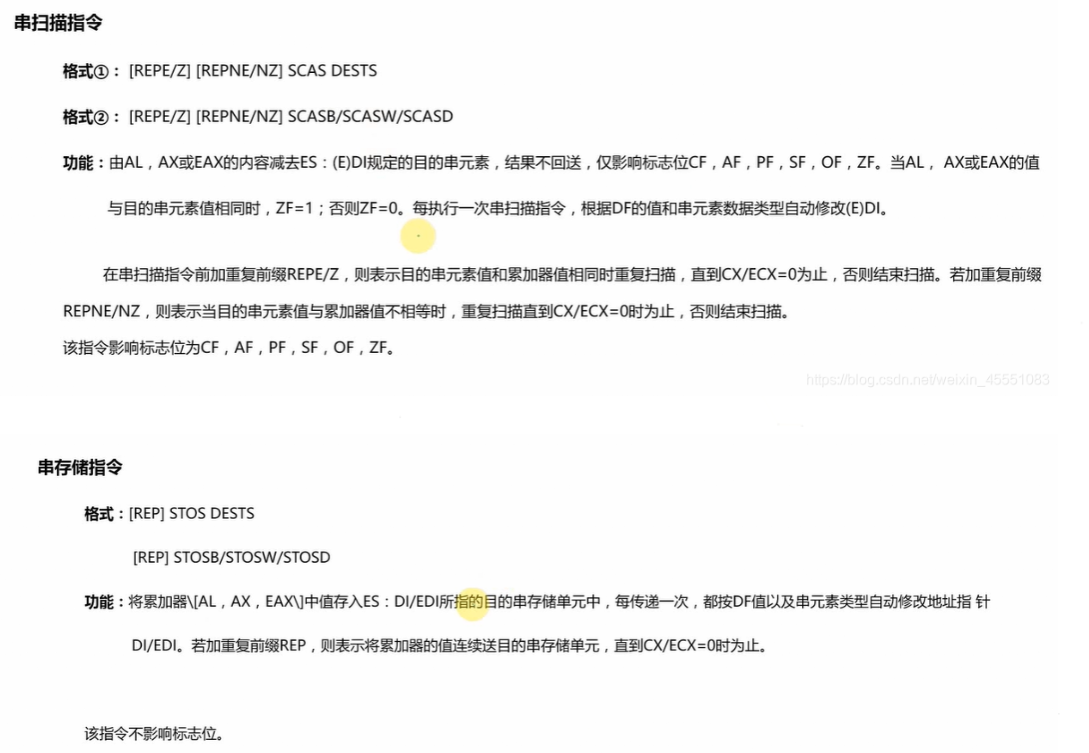 串扫描指令
格式①： [REPE/Z] [REPNE/NZ] SCAS DESTS
格式②： [REPE/Z] [REPNE/NZ] SCASB/SCASW/SCASD
功能：由AL，AX或EAX的内容减去ES：(E)DI规定的目的串元素，结果不回送，仅影响标志位CF，AF，PF，SF，OF，ZF。当AL， AX或EAX的值
与目的串元素值相同时，ZF=1；否则ZF=0。每执行一次串扫描指令，根据DF的值和串元素数据类型自动修改(E)DI。
在串扫描指令前加重复前缀REPE/Z，则表示目的串元素值和累加器值相同时重复扫描，直到CX/ECX=0为止，否则结束扫描。若加重复前缀
REPNE/NZ，则表示当目的串元素值与累加器值不相等时，重复扫描直到CX/ECX=0时为止，否则结束扫描。
该指令影响标志位为CF，AF，PF，SF，OF，ZF。
https://blog.csdn.net/weixin_45551083
串存储指令
格式：[REP] STOS DESTS
[REP] STOSB/STOSW/STOSD
功能：将累加器\[AL，AX，EAX\]中值存入ES：DI/EDI所指的目的串存储单元中，每传递一次，都按DF值以及串元素类型自动修改地址指 针
DI/EDI。若加重复前缀REP，则表示将累加器的值连续送目的串存储单元，直到CX/ECX=0时为止。
该指令不影响标志位。